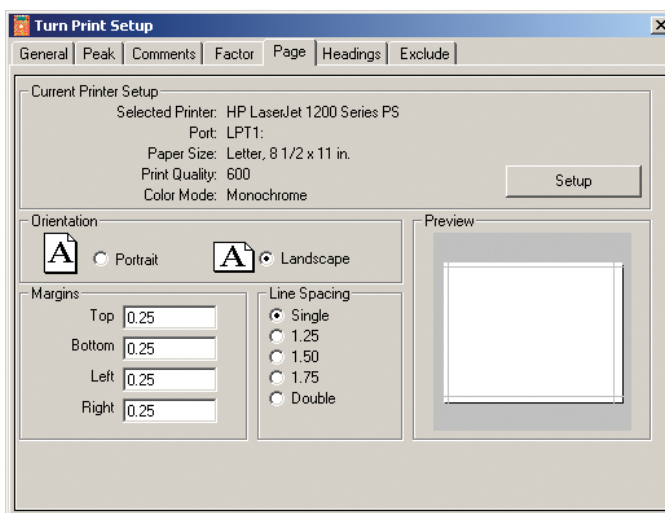 Turn Print Setup
General Peak Comments Factor Page Headings Exclude
Current Printer Setup
Selected Printer: HP LaserJet 1200 Series PS
Port: LPT1:
Paper Size: Letter, 8 1/2 x 11 in.
Print Quality: 600
Color Mode: Monochrome
Setup
Orientation
A Portrait
A Landscape
Preview
Margins
Top 0.25
Bottom 0.25
Left 0.25
Right 0.25
Line Spacing
Single
1.25
1.50
1.75
Double